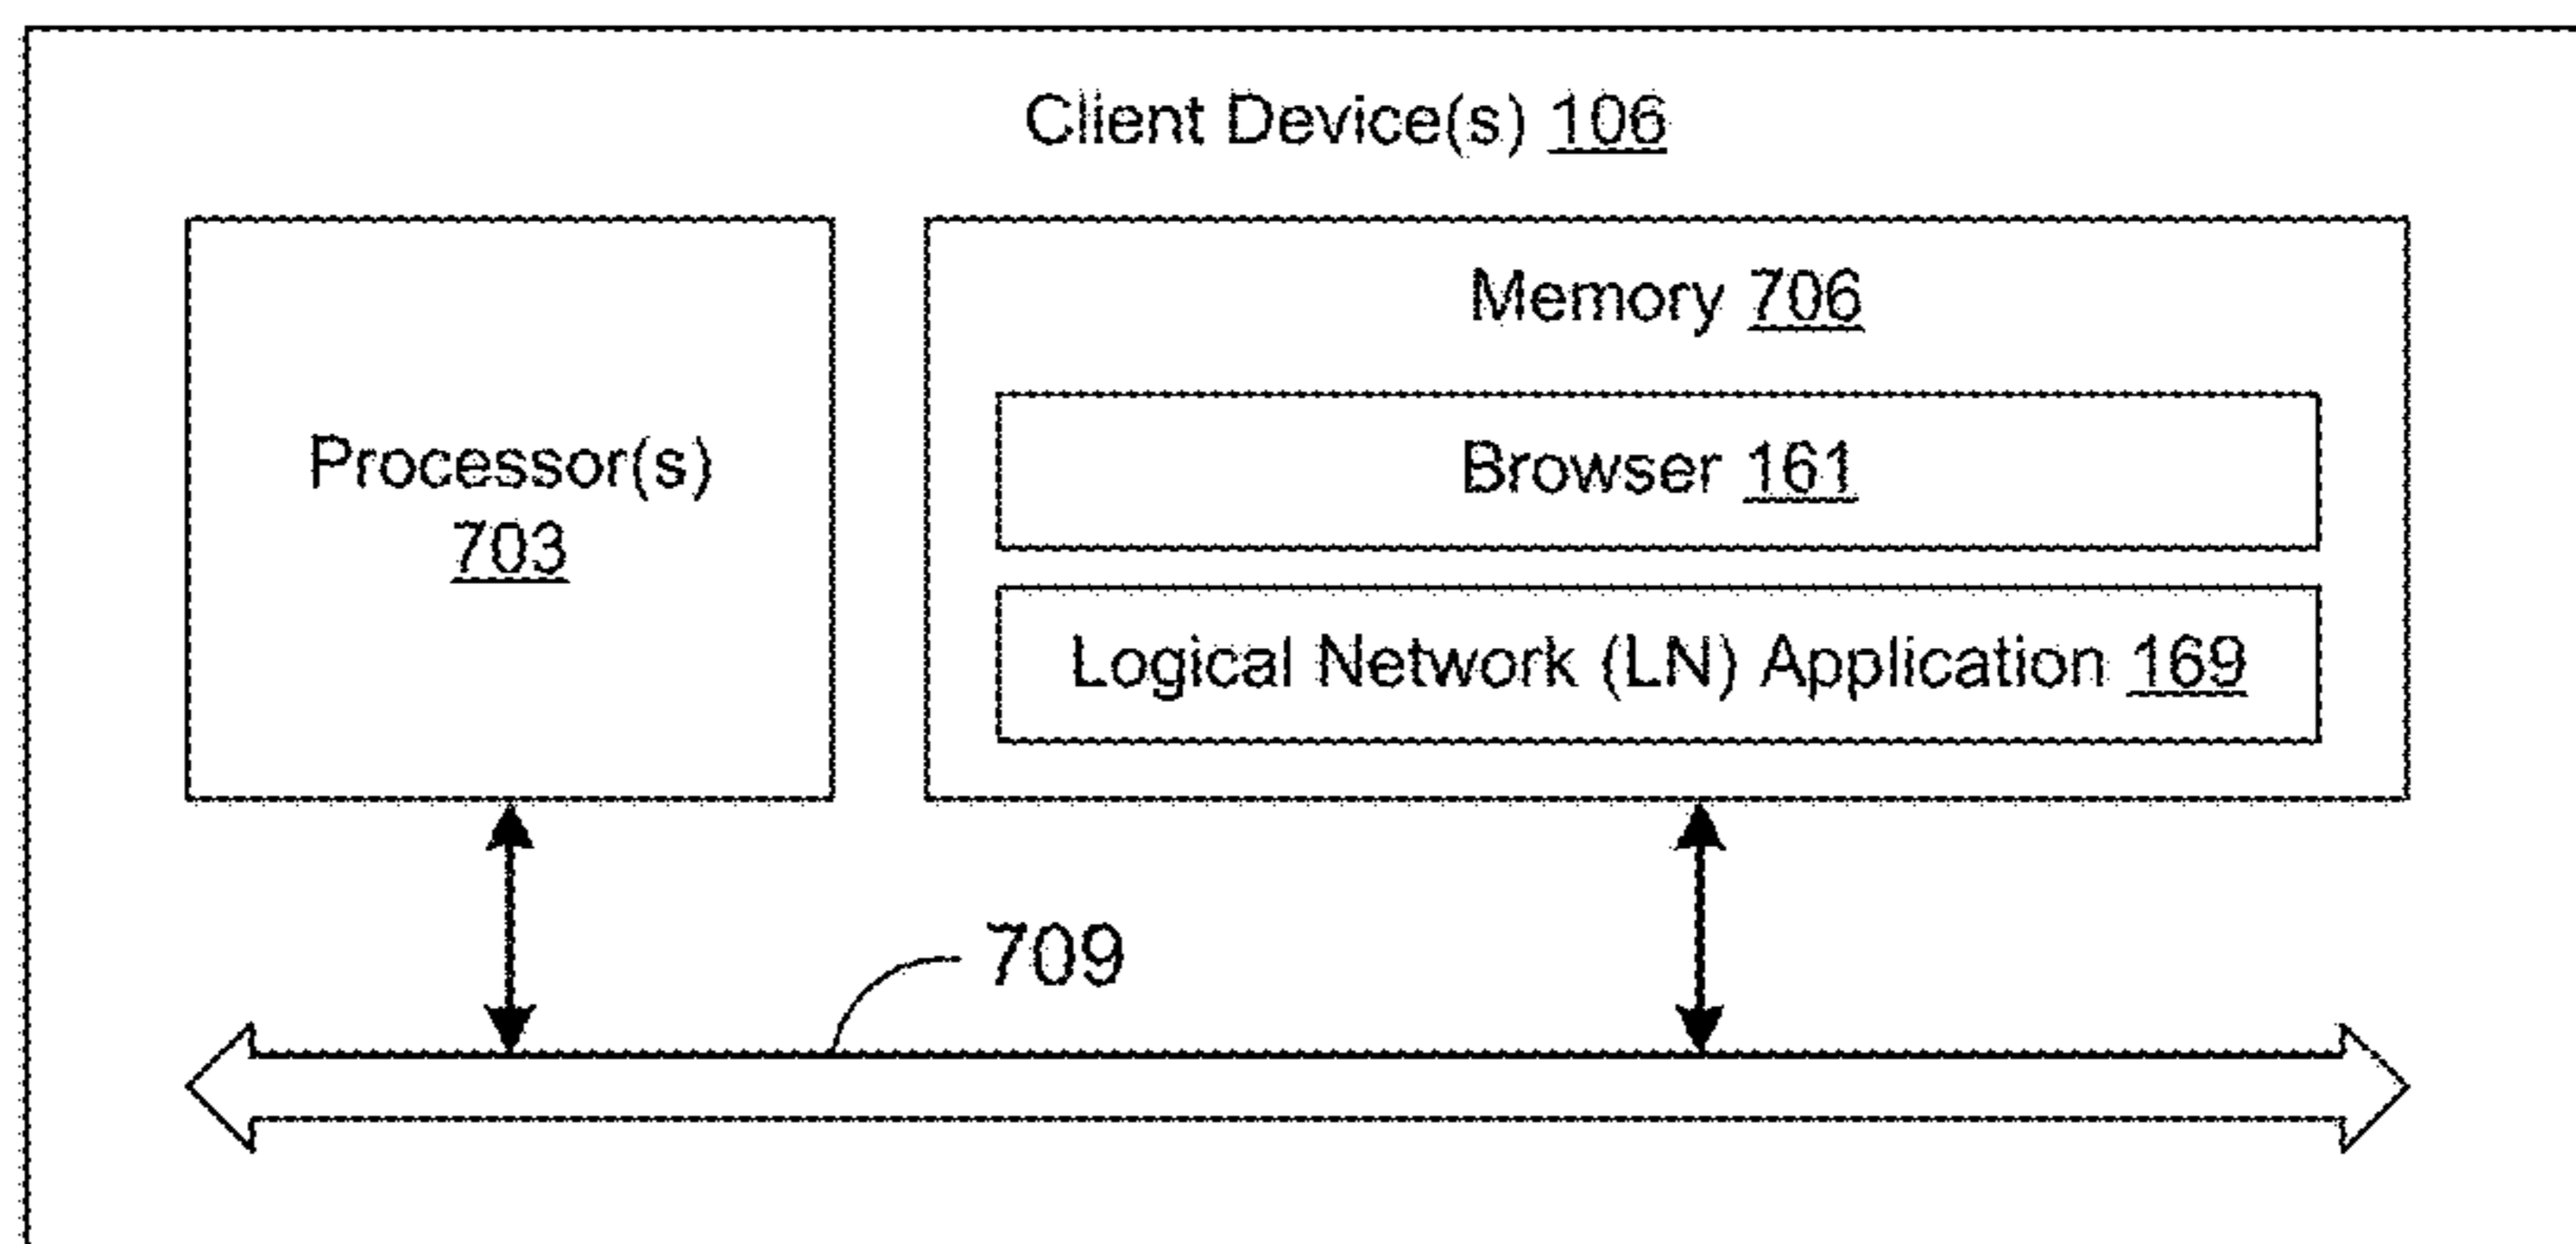 Client Device(s) 106
Processor(s)
703
Memory 706
Browser 161
Logical Network (LN) Application 169
709